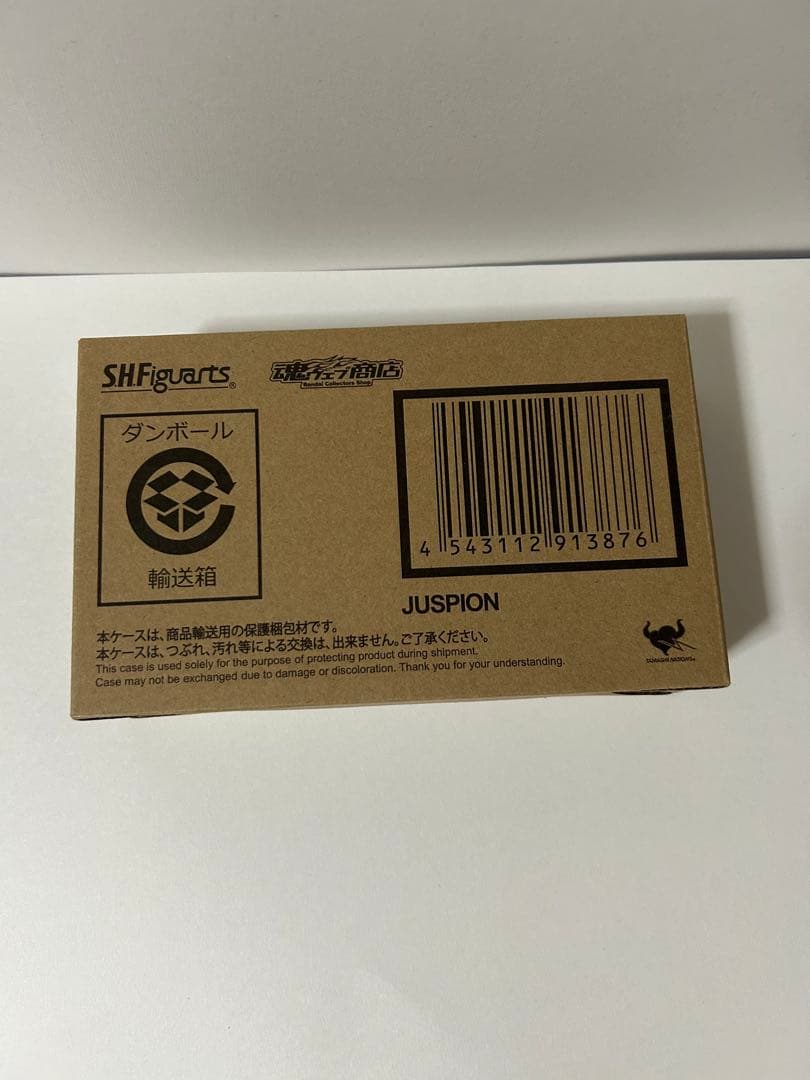 S.H.Figuarts®
魂ウェブ商店
Bandai Collectors Shop
ダンボール
輸送箱
4 543112 913876
JUSPION
本ケースは、商品輸送用の保護梱包材です。
本ケースは、つぶれ、汚れ等による交換は、出来ません。ご了承ください。
This case is used solely for the purpose of protecting product during shipment.
Case may not be exchanged due to damage or discoloration. Thank you for your understanding.
TAMASHII NATIONS